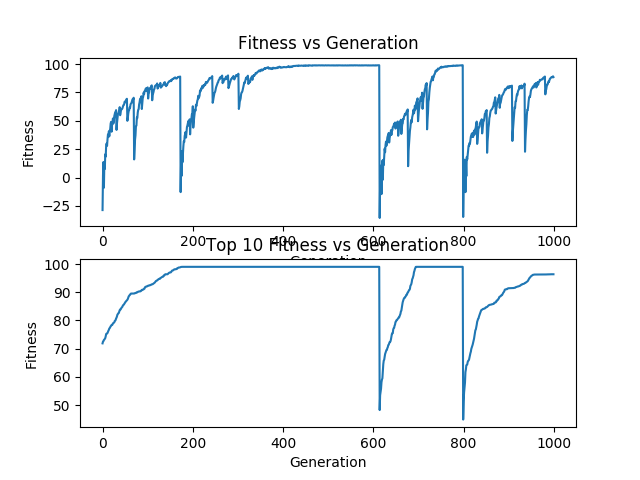 Fitness vs Generation
Fitness
100
75
50
25
0
−25
0 200 400 600 800 1000
Generation
Top 10 Fitness vs Generation
Fitness
100
90
80
70
60
50
0 200 400 600 800 1000
Generation